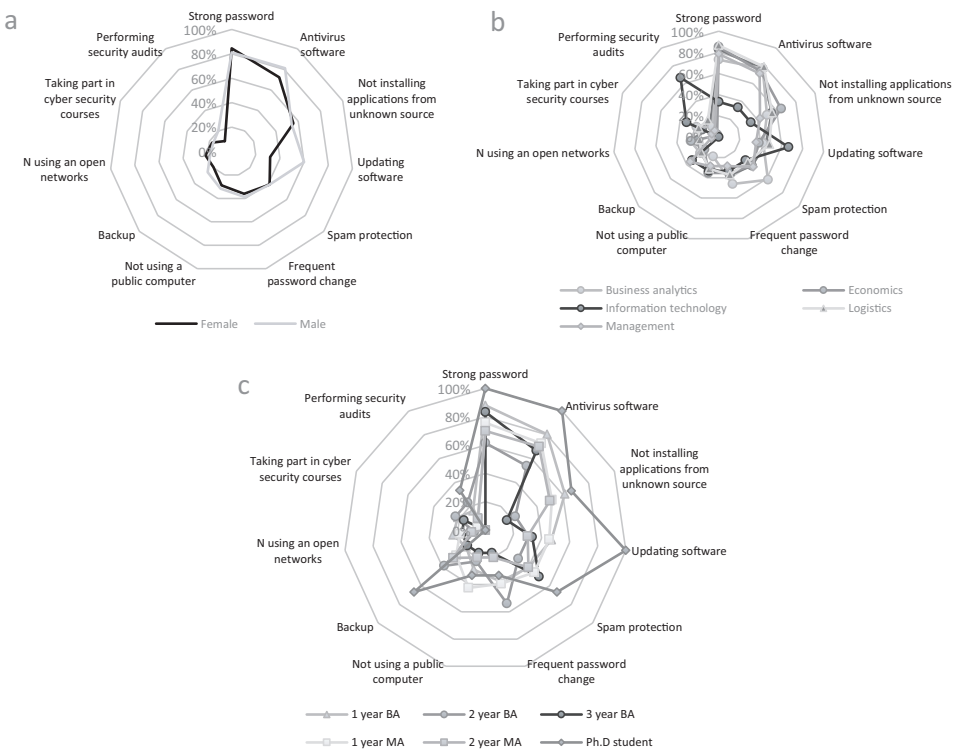 a
Strong password
100%
80%
60%
40%
20%
0%
Antivirus
software
Not installing
applications from
unknown source
Updating
software
Spam protection
Frequent
password change
Not using a
public computer
Backup
N using an open
networks
Taking part in
cyber security
courses
Performing
security audits
Female
Male
b
Strong password
100%
80%
60%
Antivirus software
Not installing applications
from unknown source
Updating software
Spam protection
Frequent password
change
Not using a public
computer
Backup
N using an open networks
Taking part in cyber
security courses
Performing security
audits
Business analytics
Economics
Information technology
Logistics
Management
c
Strong password
100%
80%
60%
40%
20%
Antivirus software
Not installing
applications from
unknown source
Updating software
Spam protection
Frequent password
change
Not using a public
computer
Backup
N using an open
networks
Taking part in cyber
security courses
Performing security
audits
1 year BA
2 year BA
3 year BA
1 year MA
2 year MA
Ph.D student